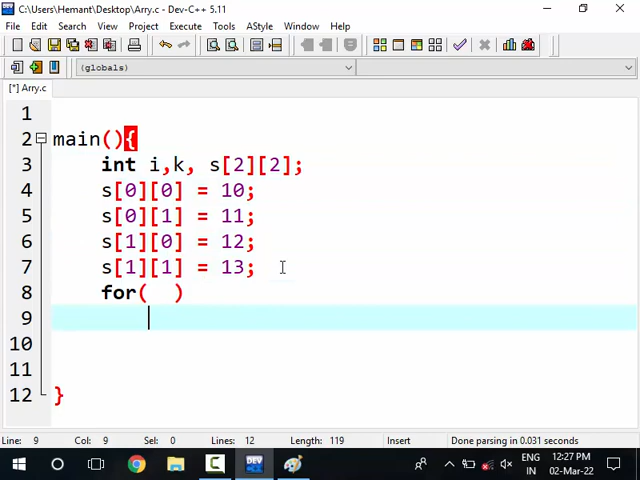 C:\Users\Hemant\Desktop\Arry.c - Dev-C++ 5.11
File Edit Search View Project Execute Tools AStyle Window Help
(globals)
[*] Arry.c
1
2 main(){
3 int i,k, s[2][2];
4 s[0][0] = 10;
5 s[0][1] = 11;
6 s[1][0] = 12;
7 s[1][1] = 13;
8 for( )
9
10
11
12 }
Line: 9 Col: 9 Sel: 0 Lines: 12 Length: 119 Insert Done parsing in 0.031 seconds
ENG 12:27 PM
IN 02-Mar-22